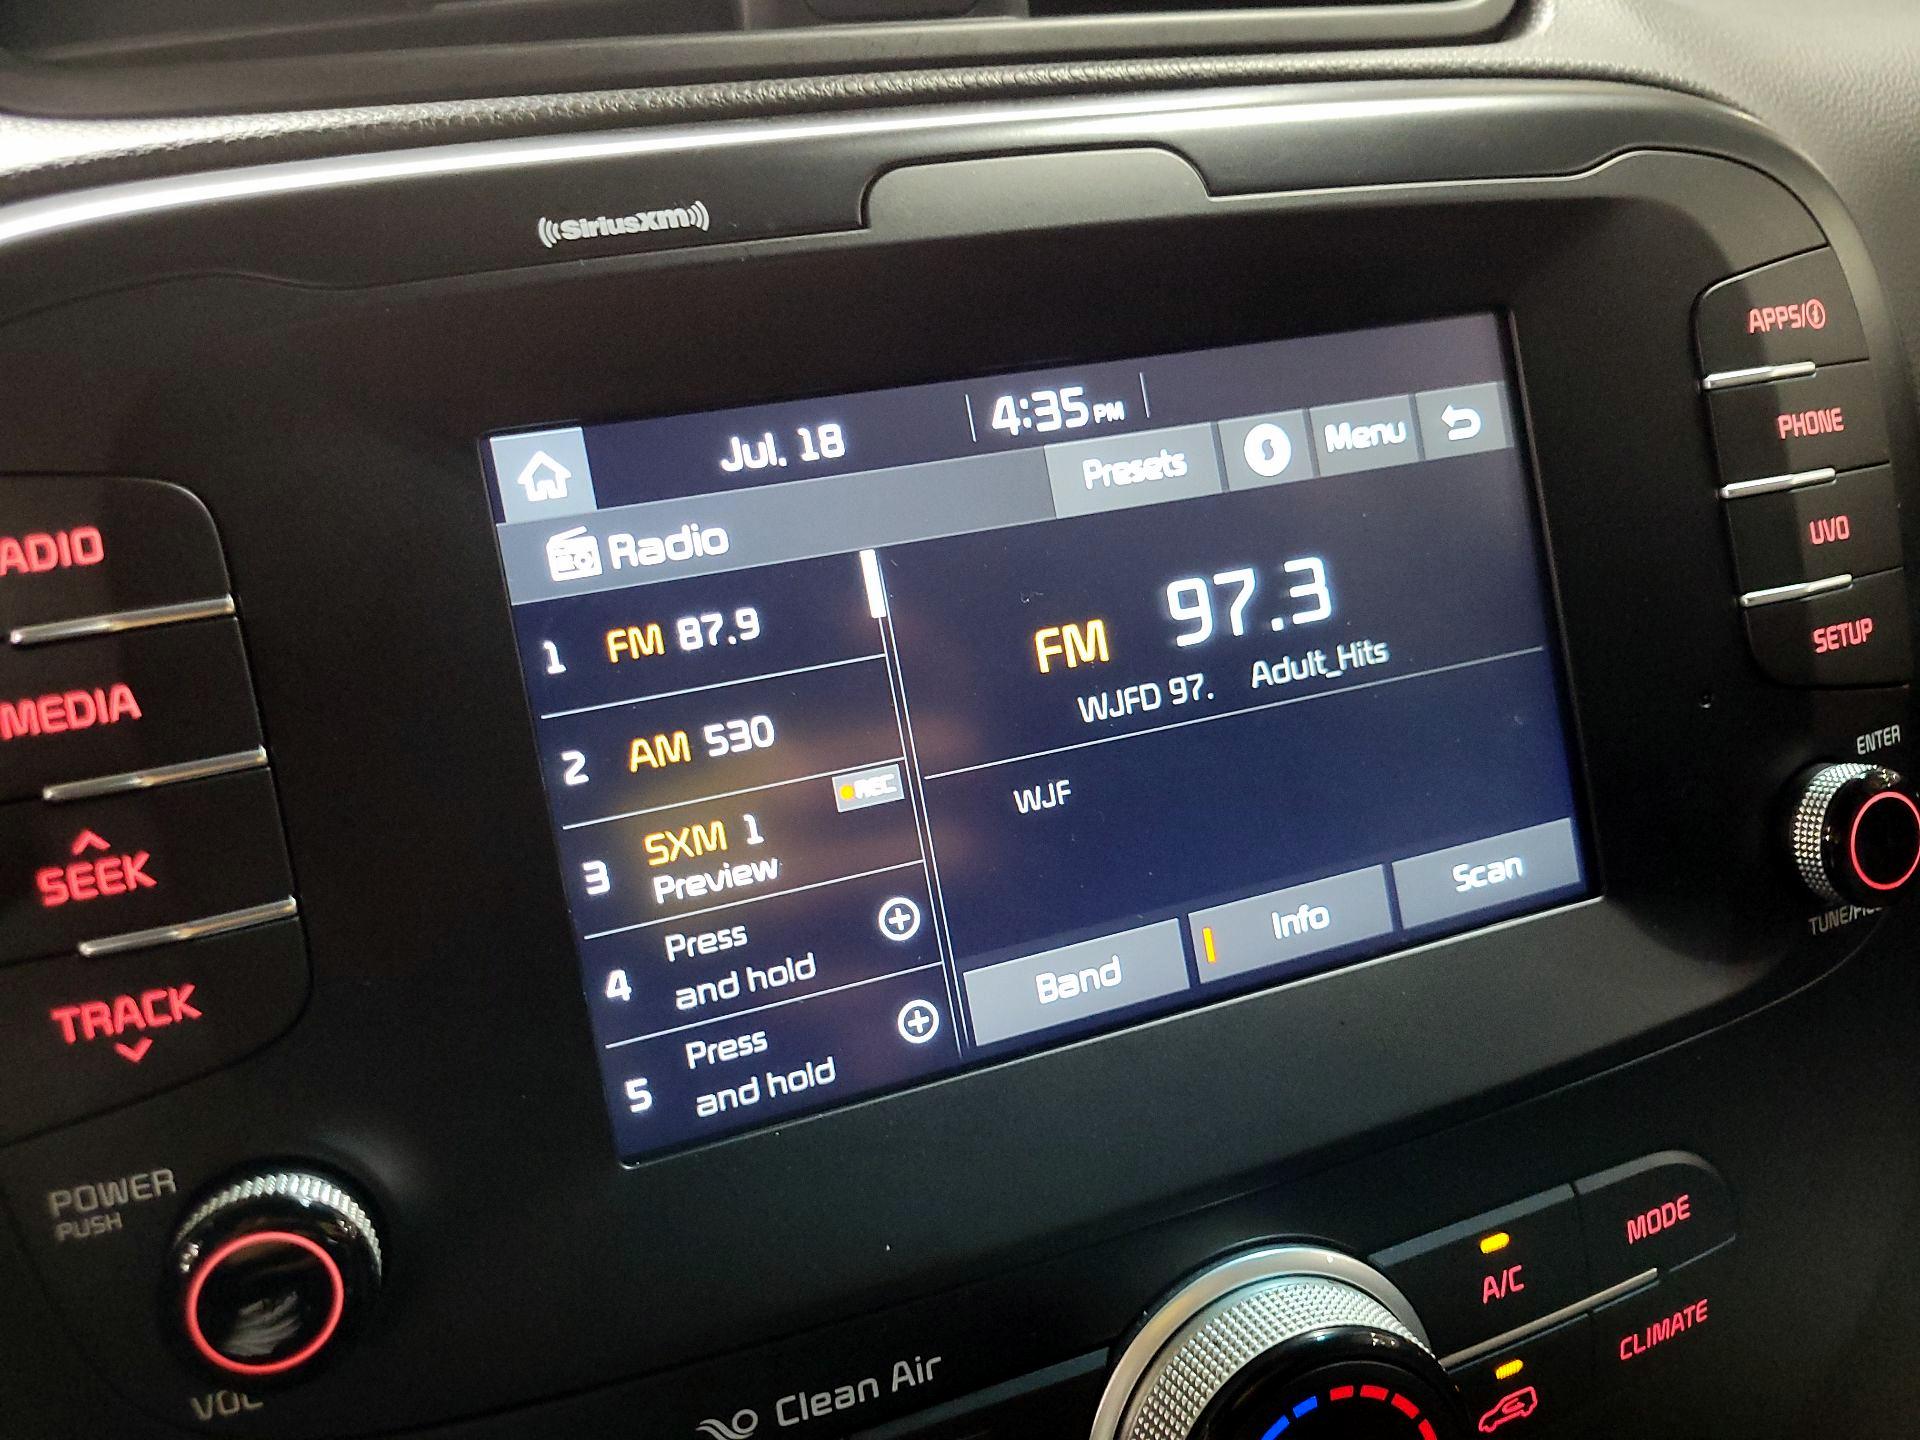 SiriusXM
APPS/
PHONE
UVO
SETUP
ENTER
ADIO
MEDIA
SEEK
TRACK
POWER
PUSH
VOL
Jul. 18
4:35 PM
Presets
Menu
Radio
1 FM 87.9
2 AM 530
REC
3 SXM 1
Preview
4 Press
and hold
5 Press
and hold
FM 97.3
WJFD 97. Adult_Hits
WJF
Band
Info
Scan
Clean Air
A/C
MODE
CLIMATE